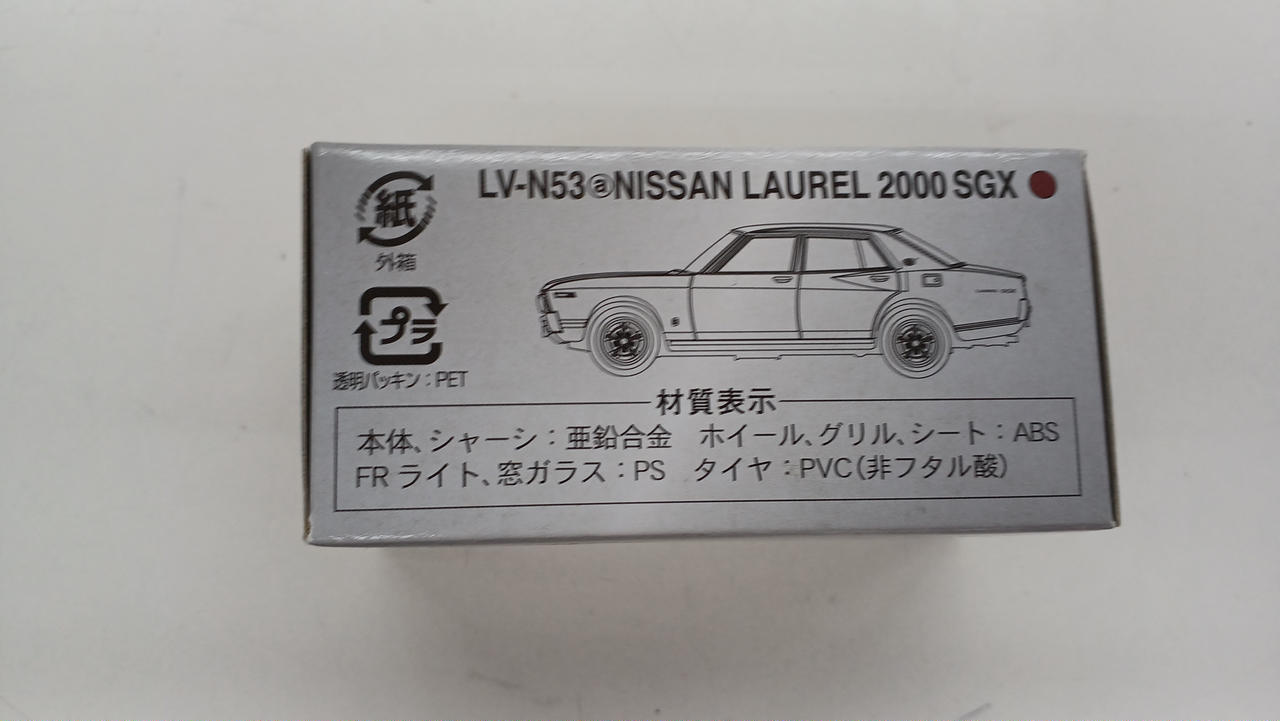 LV-N53ⓐNISSAN LAUREL 2000 SGX
紙
外箱
プラ
透明パッキン：PET
材質表示
本体、シャーシ：亜鉛合金　ホイール、グリル、シート：ABS
FR ライト、窓ガラス：PS　タイヤ：PVC（非フタル酸）